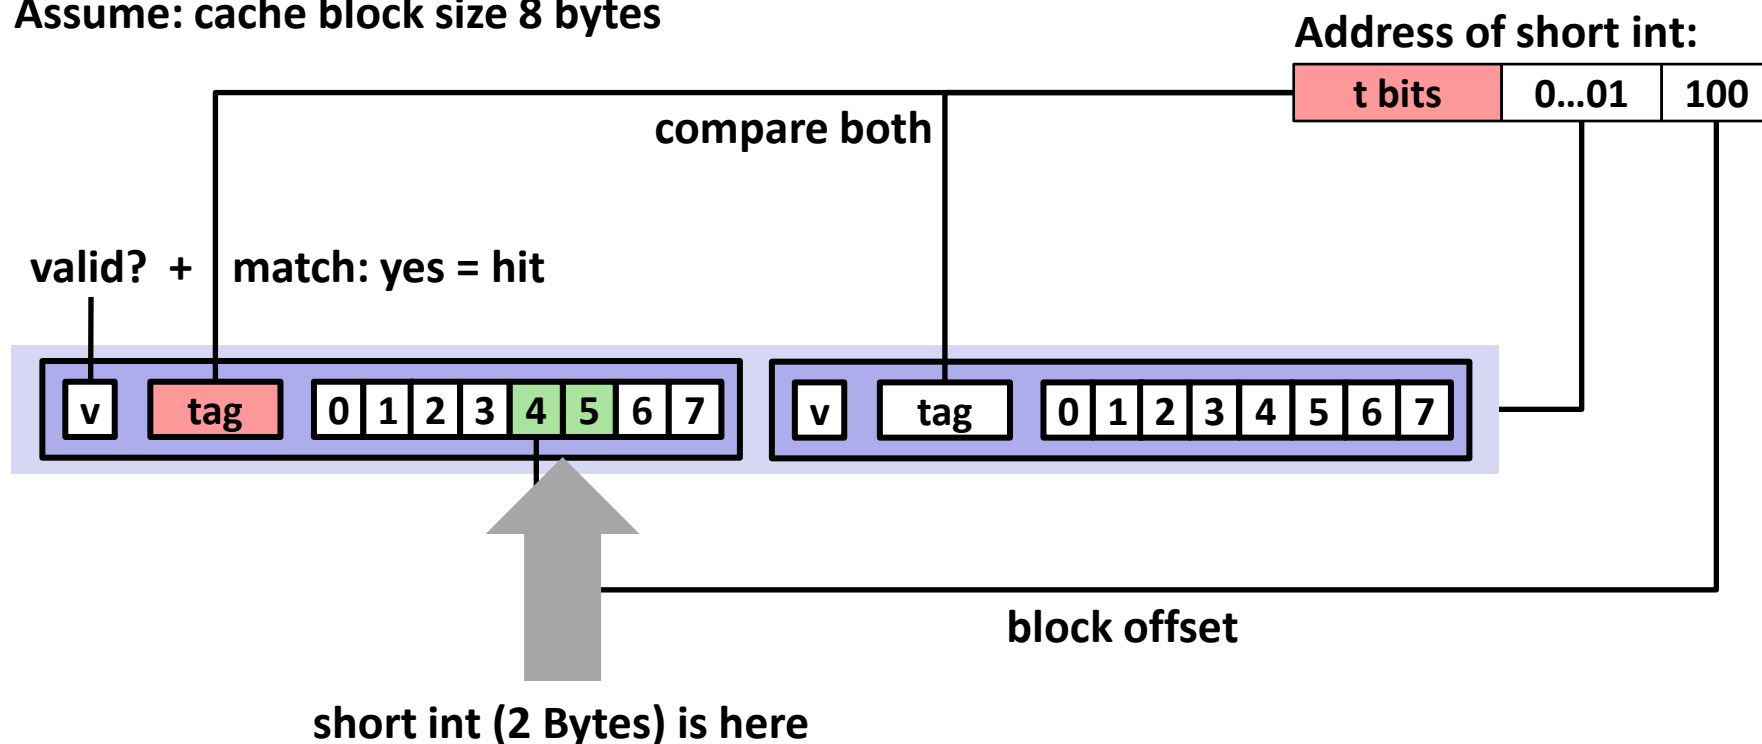 Assume: cache block size 8 bytes
Address of short int:
t bits 0...01 100
compare both
valid? + match: yes = hit
v tag 0 1 2 3 4 5 6 7 v tag 0 1 2 3 4 5 6 7
block offset
short int (2 Bytes) is here